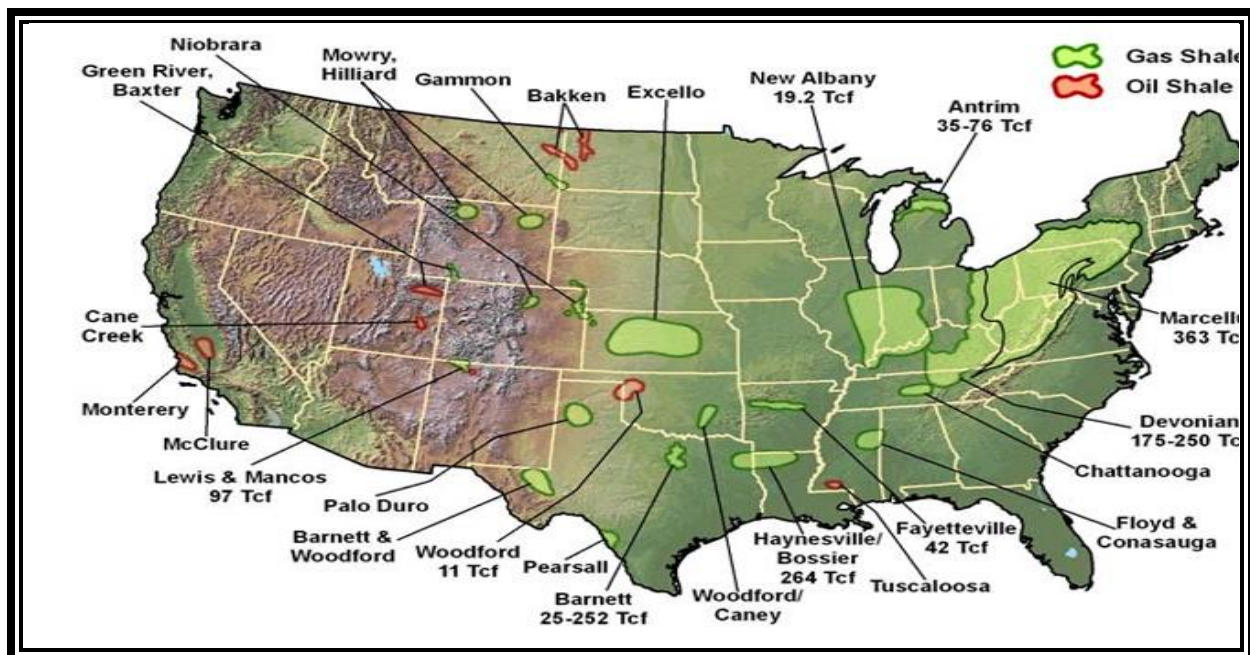 Niobrara
Mowry,
Hilliard
Green River,
Baxter
Gammon
Bakken
Excello
New Albany
19.2 Tcf
Antrim
35-76 Tcf
Gas Shale
Oil Shale
Cane
Creek
Monterery
McClure
Lewis & Mancos
97 Tcf
Palo Duro
Barnett &
Woodford
Woodford
11 Tcf
Pearsall
Barnett
25-252 Tcf
Woodford/
Caney
Haynesville/
Bossier
264 Tcf
Fayetteville
42 Tcf
Tuscaloosa
Floyd &
Conasauga
Chattanooga
Devonian
175-250 Tc
Marcell
363 Tc